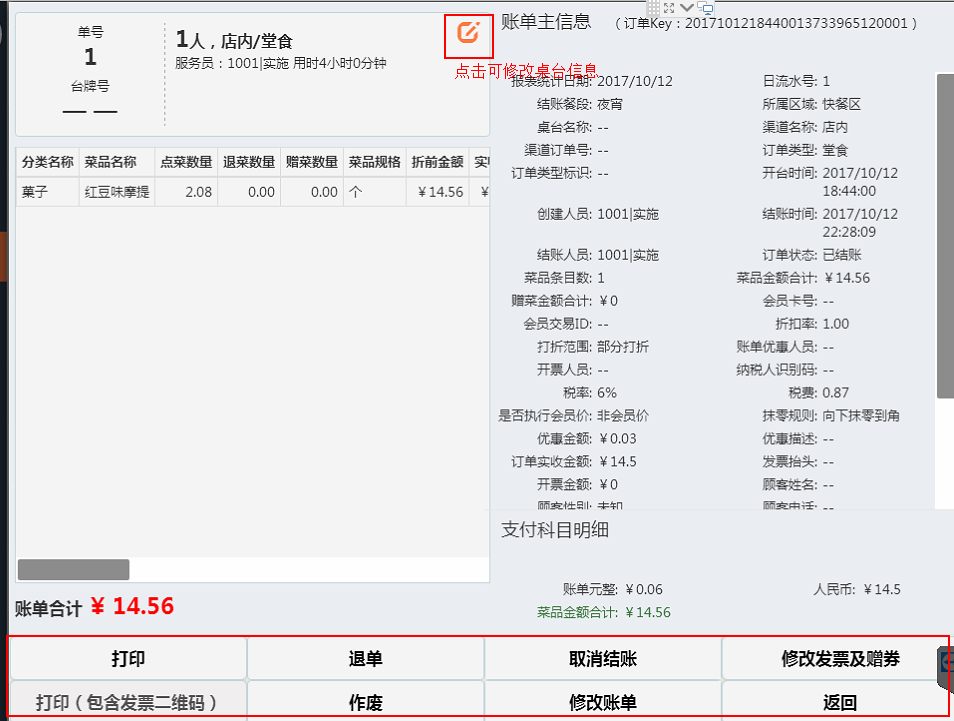 单号
1
台牌号
— —
1人，店内/堂食
服务员：1001|实施 用时4小时0分钟
点击可修改桌台信息
分类名称 菜品名称 点菜数量 退菜数量 赠菜数量 菜品规格 折前金额
菓子 红豆味摩提 2.08 0.00 0.00 个 ￥14.56 ￥
账单合计 ￥ 14.56
账单主信息 （订单Key：2017101218440013733965120001）
报表统计日期: 2017/10/12 日流水号: 1
结账餐段: 夜宵 所属区域: 快餐区
桌台名称: -- 渠道名称: 店内
渠道订单号: -- 订单类型: 堂食
订单类型标识: -- 开台时间: 2017/10/12
18:44:00
创建人员: 1001|实施 结账时间: 2017/10/12
22:28:09
结账人员: 1001|实施 订单状态: 已结账
菜品条目数: 1 菜品金额合计: ￥14.56
赠菜金额合计: ￥0 会员卡号: --
会员交易ID: -- 折扣率: 1.00
打折范围: 部分打折 账单优惠人员: --
开票人员: -- 纳税人识别码: --
税率: 6% 税费: 0.87
是否执行会员价: 非会员价 抹零规则: 向下抹零到角
优惠金额: ￥0.03 优惠描述: --
订单实收金额: ￥14.5 发票抬头: --
开票金额: ￥0 顾客姓名: --
顾客性别: 未知 顾客电话: --
支付科目明细
账单元整: ￥0.06 人民币: ￥14.5
菜品金额合计: ￥14.56
打印 退单 取消结账 修改发票及赠券
打印（包含发票二维码） 作废 修改账单 返回